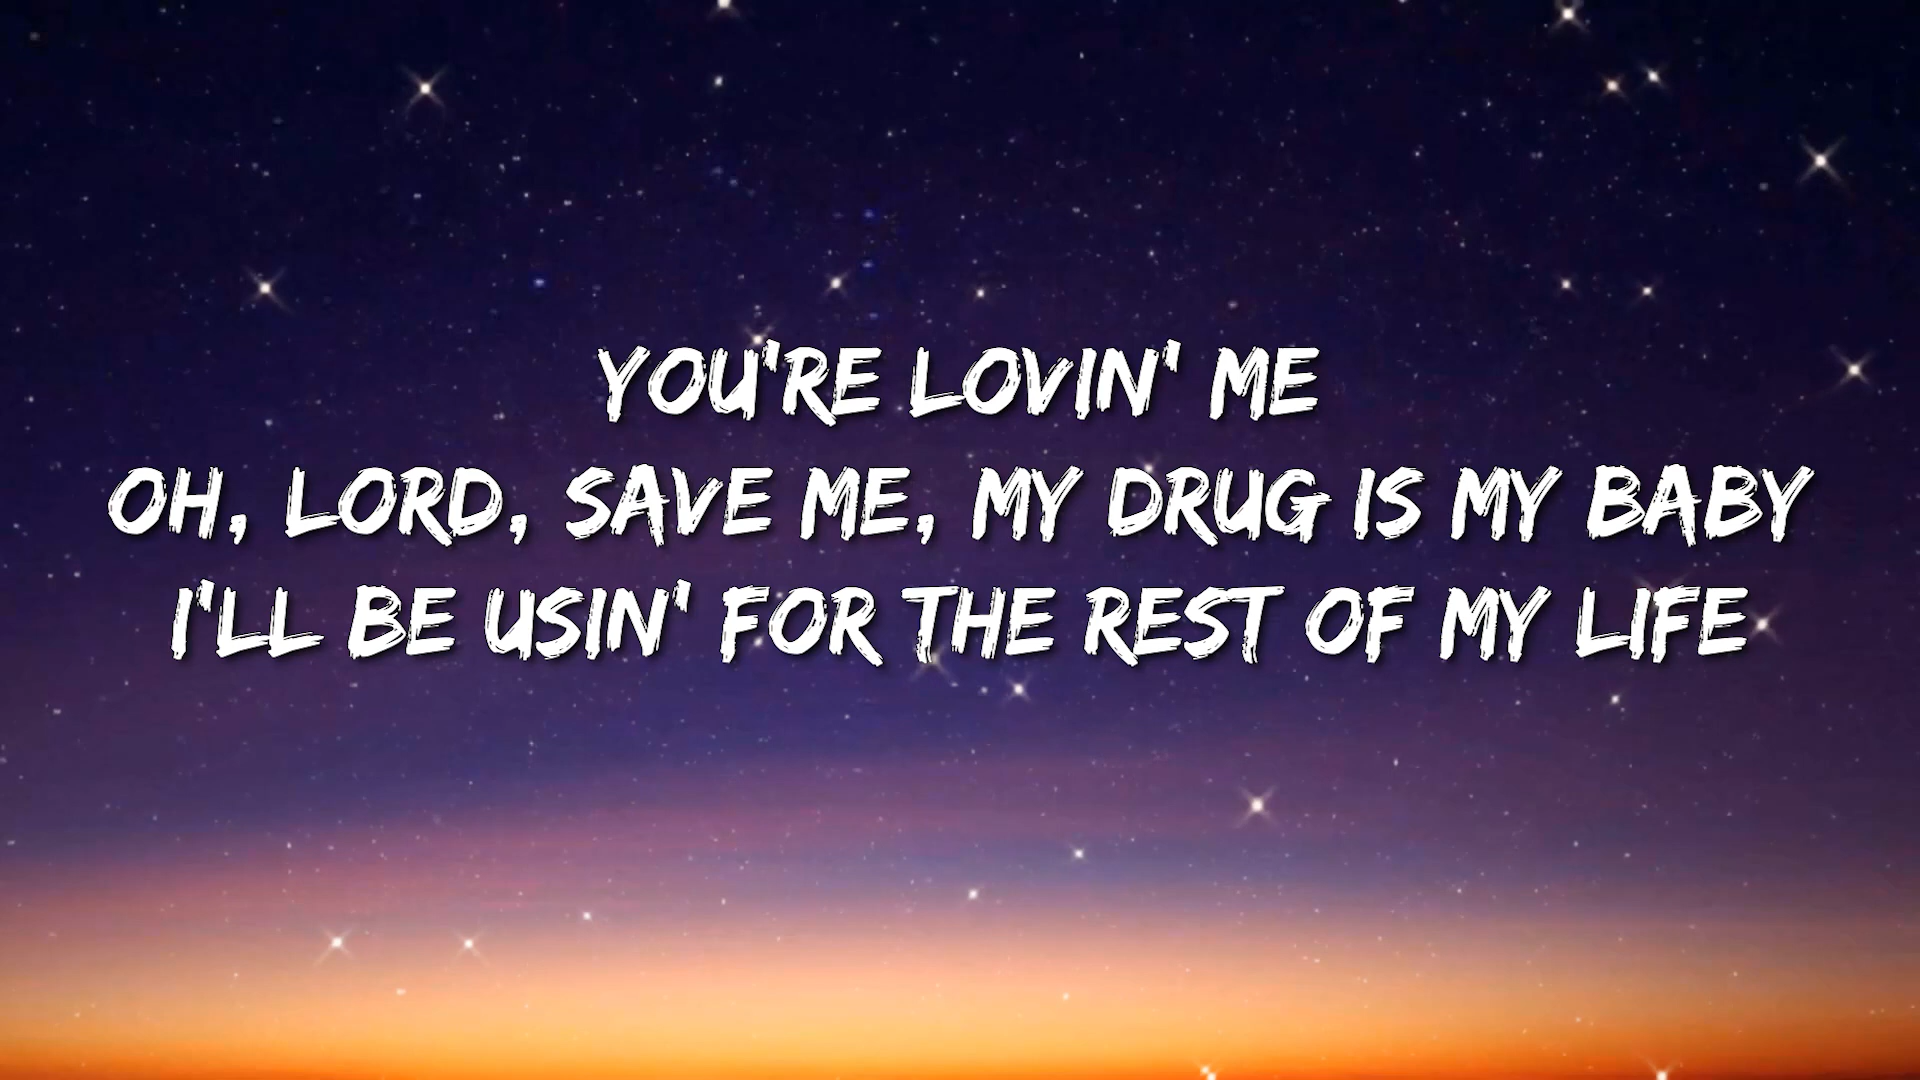 YOU'RE LOVIN' ME
OH, LORD, SAVE ME, MY DRUG IS MY BABY
I'LL BE USIN' FOR THE REST OF MY LIFE